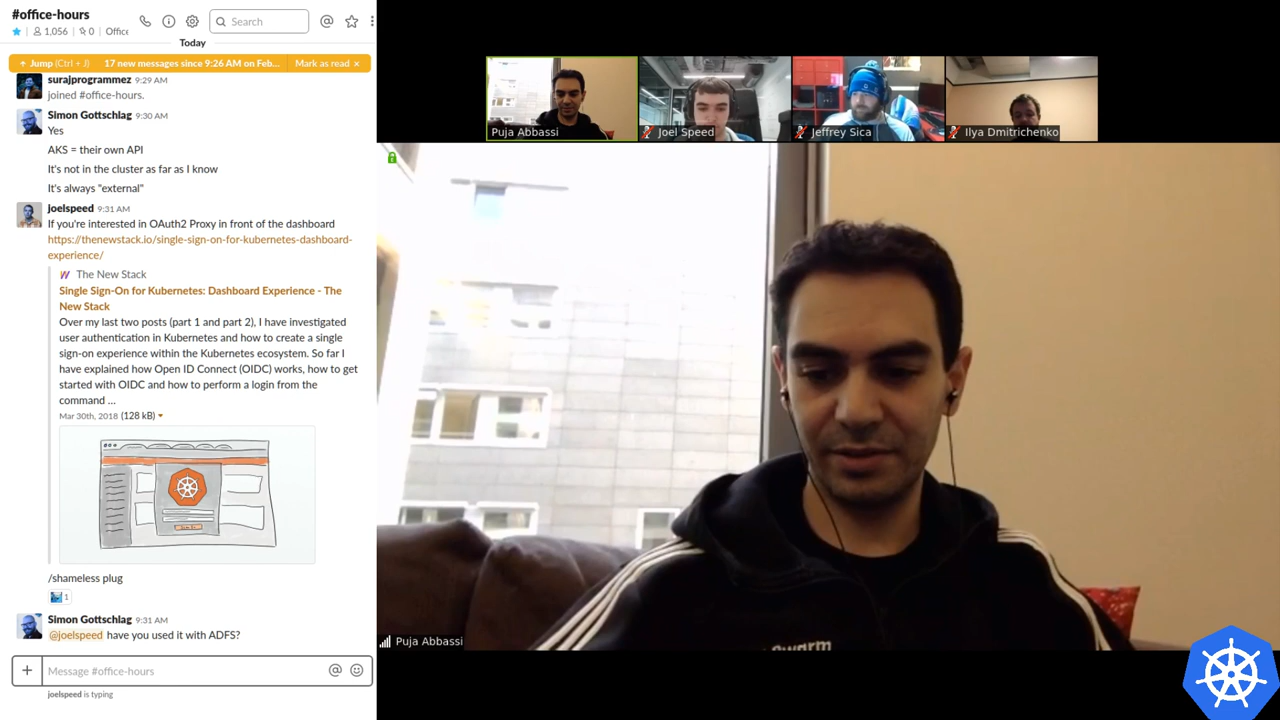 #office-hours
1,056
0
Office
Search
Today
Jump (Ctrl + J)
17 new messages since 9:26 AM on Feb...
Mark as read ×
surajprogrammez 9:29 AM
joined #office-hours.
Simon Gottschlag 9:30 AM
Yes
AKS = their own API
It's not in the cluster as far as I know
It's always "external"
joelspeed 9:31 AM
If you're interested in OAuth2 Proxy in front of the dashboard
https://thenewstack.io/single-sign-on-for-kubernetes-dashboard-
experience/
The New Stack
Single Sign-On for Kubernetes: Dashboard Experience - The
New Stack
Over my last two posts (part 1 and part 2), I have investigated
user authentication in Kubernetes and how to create a single
sign-on experience within the Kubernetes ecosystem. So far I
have explained how Open ID Connect (OIDC) works, how to get
started with OIDC and how to perform a login from the
command ...
Mar 30th, 2018 (128 kB)
/shameless plug
1
Simon Gottschlag 9:31 AM
@joelspeed have you used it with ADFS?
Message #office-hours
joelspeed is typing
Puja Abbassi
Joel Speed
Jeffrey Sica
Ilya Dmitrichenko
Puja Abbassi